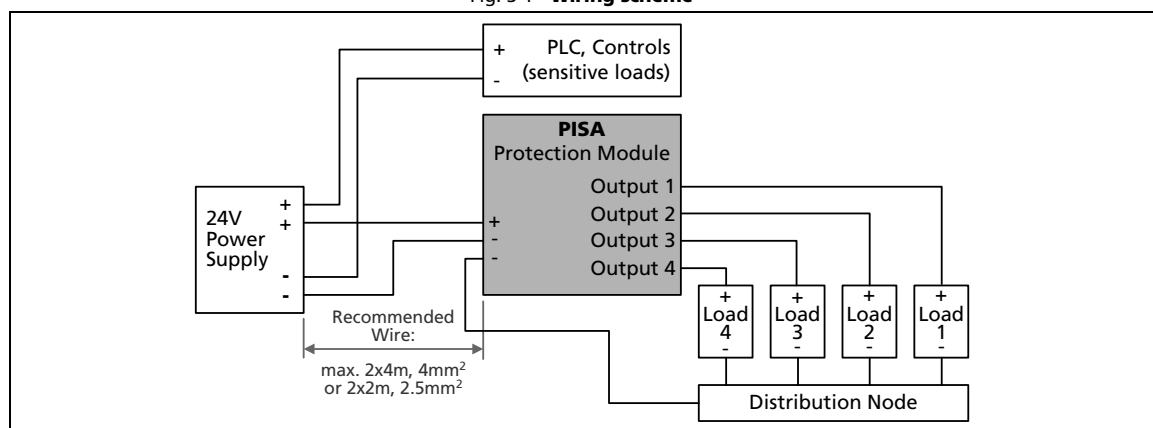 Fig. 5-1 Wiring scheme
PLC, Controls
(sensitive loads)
+
-
PISA
Protection Module
Output 1
Output 2
Output 3
Output 4
+
-
-
24V
Power
Supply
+
+
-
-
Recommended
Wire:
max. 2x4m, 4mm²
or 2x2m, 2.5mm²
+
Load
4
-
+
Load
3
-
+
Load
2
-
+
Load
1
-
Distribution Node